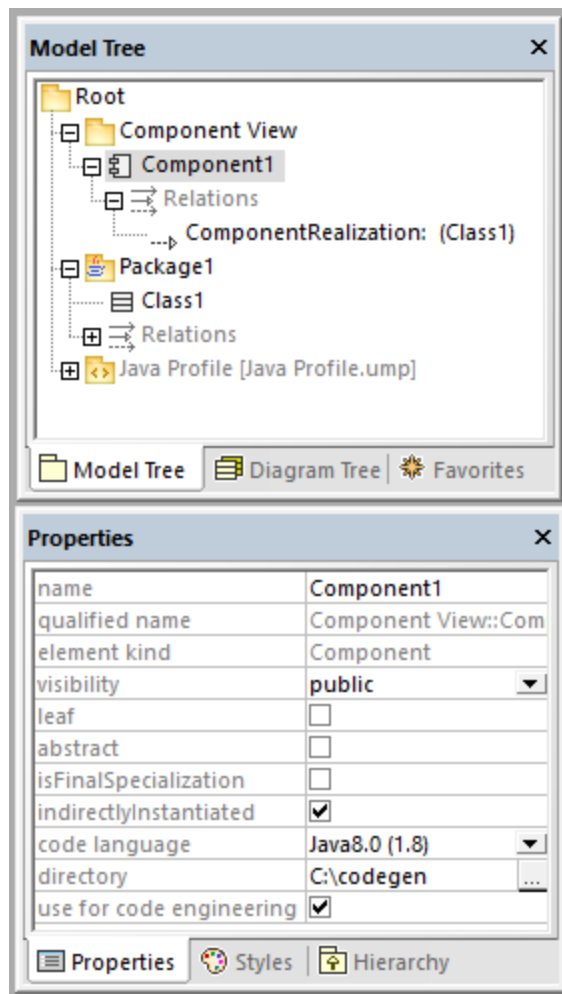 Model Tree
Root
Component View
Component1
Relations
ComponentRealization: (Class1)
Package1
Class1
Relations
Java Profile [Java Profile.ump]
Model Tree Diagram Tree Favorites
Properties
name Component1
qualified name Component View::Com
element kind Component
visibility public
leaf
abstract
isFinalSpecialization
indirectlyInstantiated
code language Java8.0 (1.8)
directory C:\codegen ...
use for code engineering
Properties Styles Hierarchy